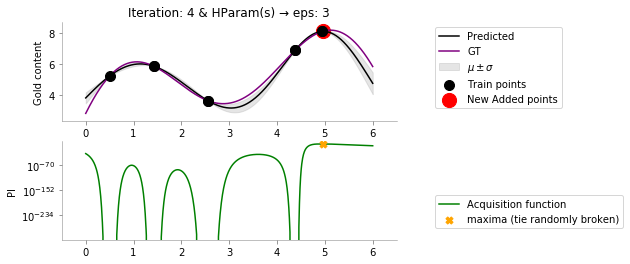 Iteration: 4 & HParam(s) → eps: 3
Gold content
8
6
4
0 1 2 3 4 5 6
Predicted
GT
μ ± σ
Train points
New Added points
PI
10⁻⁷⁰
10⁻¹⁵²
10⁻²³⁴
0 1 2 3 4 5 6
Acquisition function
maxima (tie randomly broken)